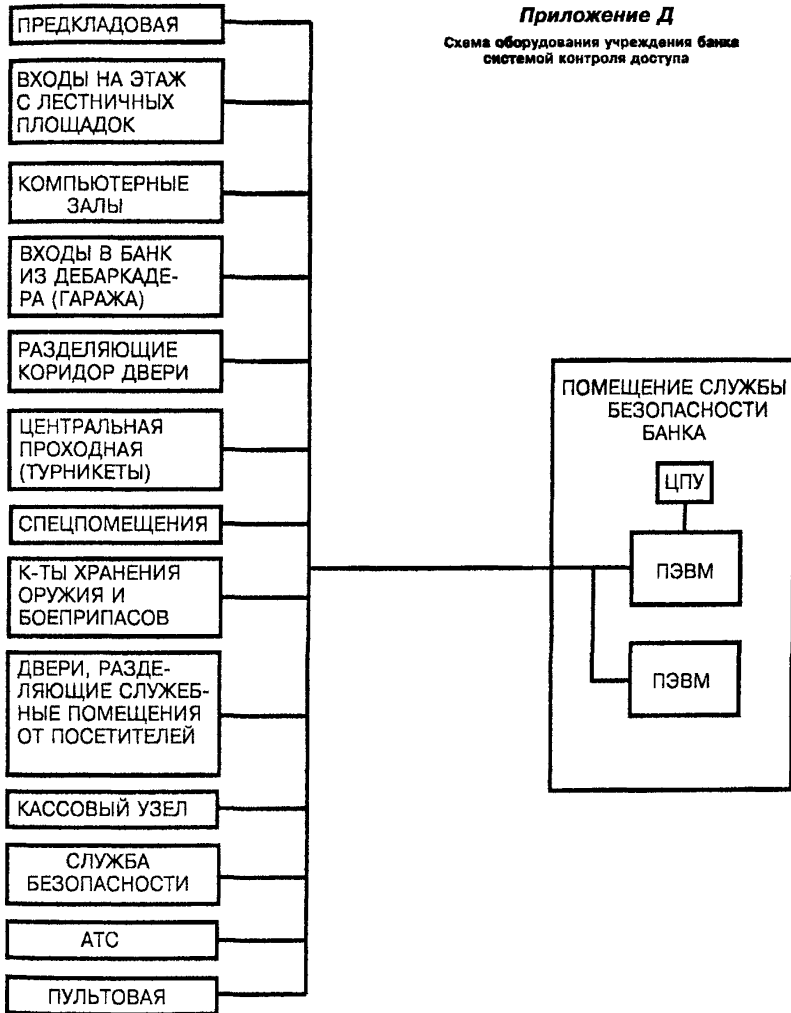 Приложение Д
Схема оборудования учреждения банка
системой контроля доступа
ПРЕДКЛАДОВАЯ
ВХОДЫ НА ЭТАЖ
С ЛЕСТНИЧНЫХ
ПЛОЩАДОК
КОМПЬЮТЕРНЫЕ
ЗАЛЫ
ВХОДЫ В БАНК
ИЗ ДЕБАРКАДЕ-
РА (ГАРАЖА)
РАЗДЕЛЯЮЩИЕ
КОРИДОР ДВЕРИ
ЦЕНТРАЛЬНАЯ
ПРОХОДНАЯ
(ТУРНИКЕТЫ)
СПЕЦПОМЕЩЕНИЯ
К-ТЫ ХРАНЕНИЯ
ОРУЖИЯ И
БОЕПРИПАСОВ
ДВЕРИ, РАЗДЕ-
ЛЯЮЩИЕ СЛУЖЕБ-
НЫЕ ПОМЕЩЕНИЯ
ОТ ПОСЕТИТЕЛЕЙ
КАССОВЫЙ УЗЕЛ
СЛУЖБА
БЕЗОПАСНОСТИ
АТС
ПУЛЬТОВАЯ
ПОМЕЩЕНИЕ СЛУЖБЫ
БЕЗОПАСНОСТИ
БАНКА
ЦПУ
ПЭВМ
ПЭВМ